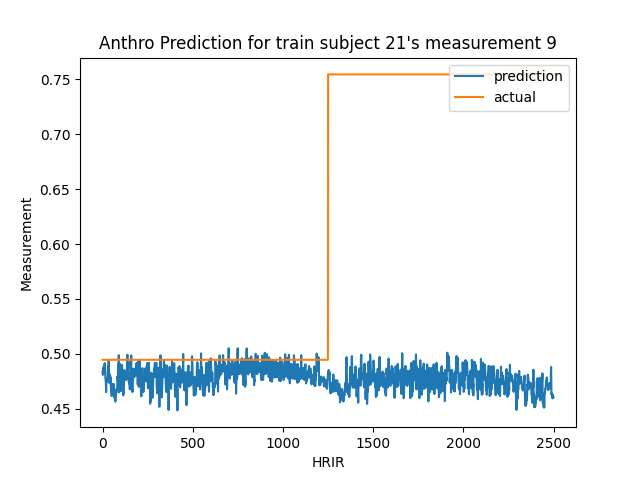 Anthro Prediction for train subject 21's measurement 9
prediction
actual
0.75
0.70
0.65
0.60
0.55
0.50
0.45
Measurement
0
500
1000
1500
2000
2500
HRIR